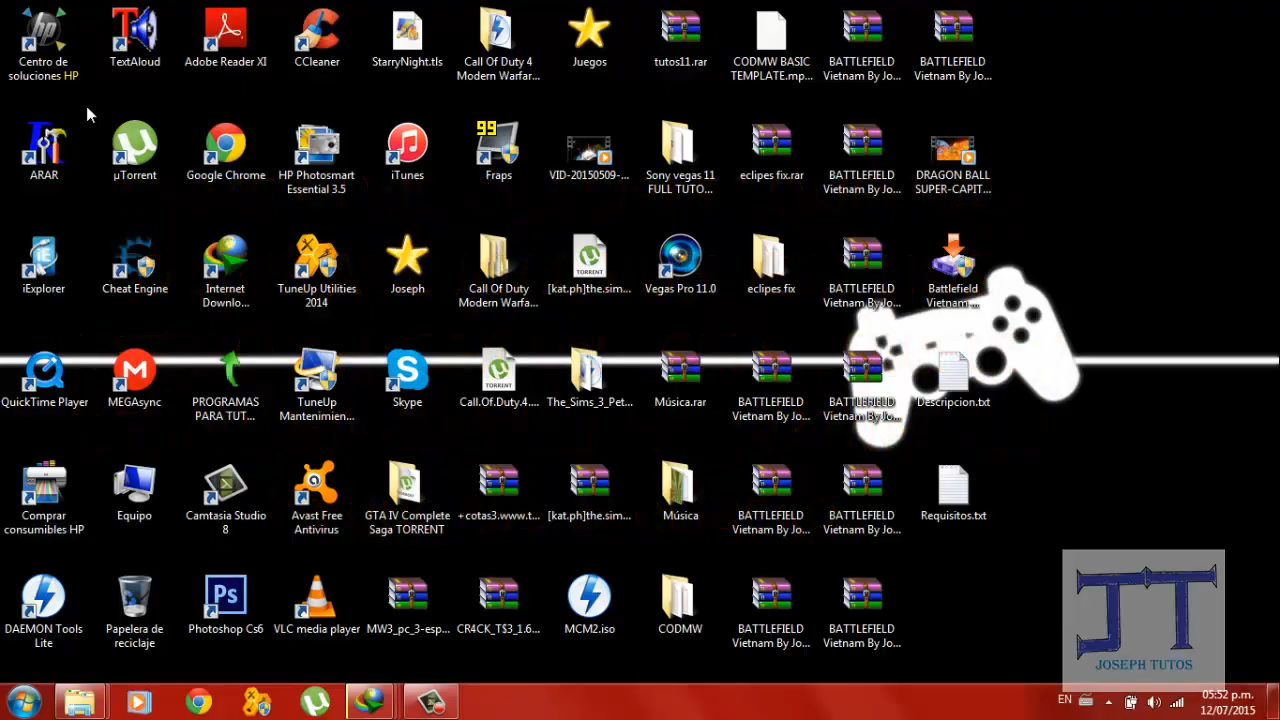 Centro de
soluciones HP
TextAloud
Adobe Reader XI
CCleaner
StarryNight.tls
Call Of Duty 4
Modern Warfar...
Juegos
tutos11.rar
CODMW BASIC
TEMPLATE.mp...
BATTLEFIELD
Vietnam By Jo...
BATTLEFIELD
Vietnam By Jo...
ARAR
µTorrent
Google Chrome
HP Photosmart
Essential 3.5
iTunes
99
Fraps
VID-20150509-...
Sony vegas 11
FULL TUTO...
eclipes fix.rar
BATTLEFIELD
Vietnam By Jo...
DRAGON BALL
SUPER-CAPIT...
iExplorer
Cheat Engine
Internet
Downlo...
TuneUp Utilities
2014
Joseph
Call Of Duty
Modern Warfa...
TORRENT
[kat.ph]the.sim...
Vegas Pro 11.0
eclipes fix
BATTLEFIELD
Vietnam By Jo...
Battlefield
Vietnam ...
QuickTime Player
MEGAsync
PROGRAMAS
PARA TUT...
TuneUp
Mantenimien...
Skype
TORRENT
Call.Of.Duty.4....
The_Sims_3_Pet...
Música.rar
BATTLEFIELD
Vietnam By Jo...
BATTLEFIELD
Vietnam By Jo...
Descripcion.txt
Comprar
consumibles HP
Equipo
Camtasia Studio
8
Avast Free
Antivirus
GTA IV Complete
Saga TORRENT
+cotas3.www.t...
[kat.ph]the.sim...
Música
BATTLEFIELD
Vietnam By Jo...
BATTLEFIELD
Vietnam By Jo...
Requisitos.txt
DAEMON Tools
Lite
Papelera de
reciclaje
Ps
Photoshop Cs6
VLC media player
MW3_pc_3-esp...
CR4CK_T$3_1.6...
MCM2.iso
CODMW
BATTLEFIELD
Vietnam By Jo...
BATTLEFIELD
Vietnam By Jo...
JT
JOSEPH TUTOS
EN
05:52 p.m.
12/07/2015